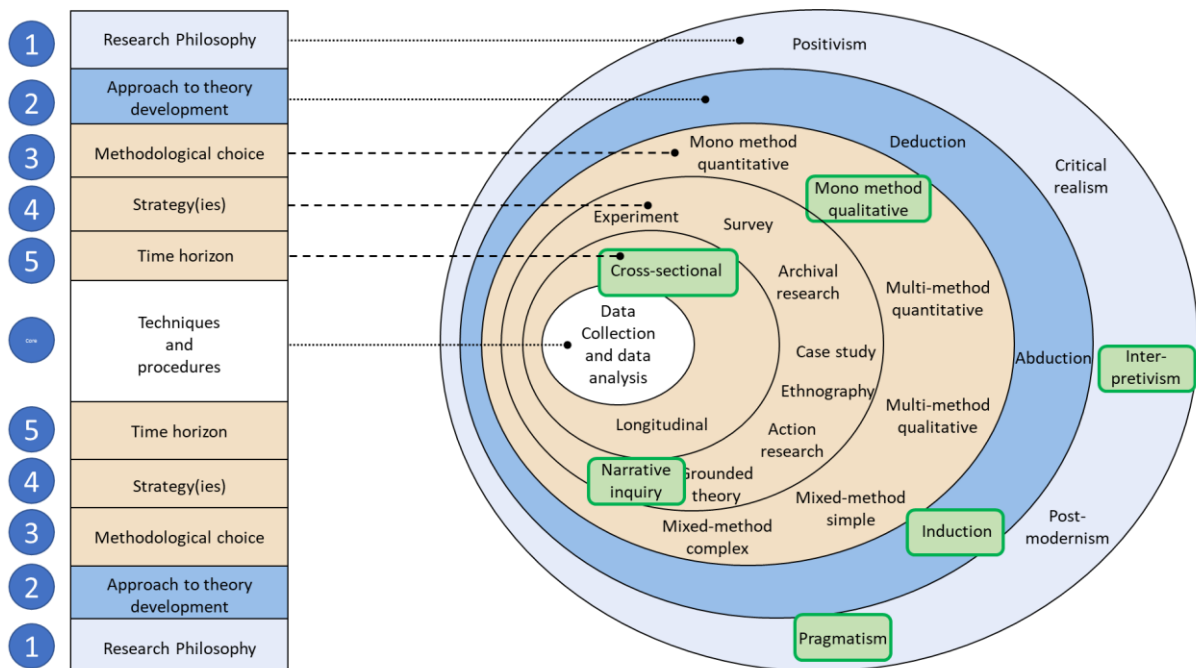 1
Research Philosophy
2
Approach to theory
development
3
Methodological choice
4
Strategy(ies)
5
Time horizon
Core
Techniques
and
procedures
5
Time horizon
4
Strategy(ies)
3
Methodological choice
2
Approach to theory
development
1
Research Philosophy
Positivism
Critical
realism
Inter-
pretivism
Post-
modernism
Pragmatism
Deduction
Abduction
Induction
Mono method
quantitative
Mono method
qualitative
Multi-method
quantitative
Multi-method
qualitative
Mixed-method
simple
Mixed-method
complex
Experiment
Survey
Archival
research
Case study
Ethnography
Action
research
Grounded
theory
Narrative
inquiry
Cross-sectional
Longitudinal
Data
Collection
and data
analysis